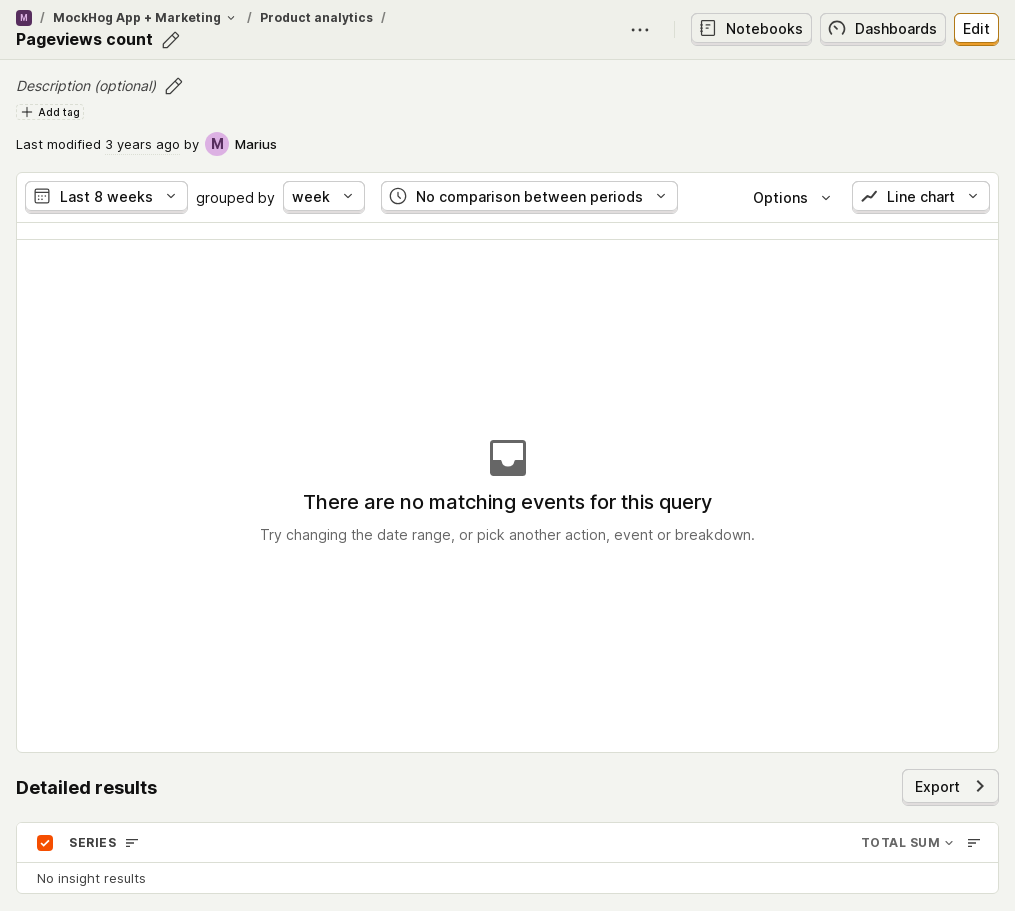 M / MockHog App + Marketing / Product analytics /
Pageviews count
Notebooks
Dashboards
Edit
Description (optional)
Add tag
Last modified 3 years ago by M Marius
Last 8 weeks grouped by week No comparison between periods Options Line chart
There are no matching events for this query
Try changing the date range, or pick another action, event or breakdown.
Detailed results
Export
SERIES TOTAL SUM
No insight results